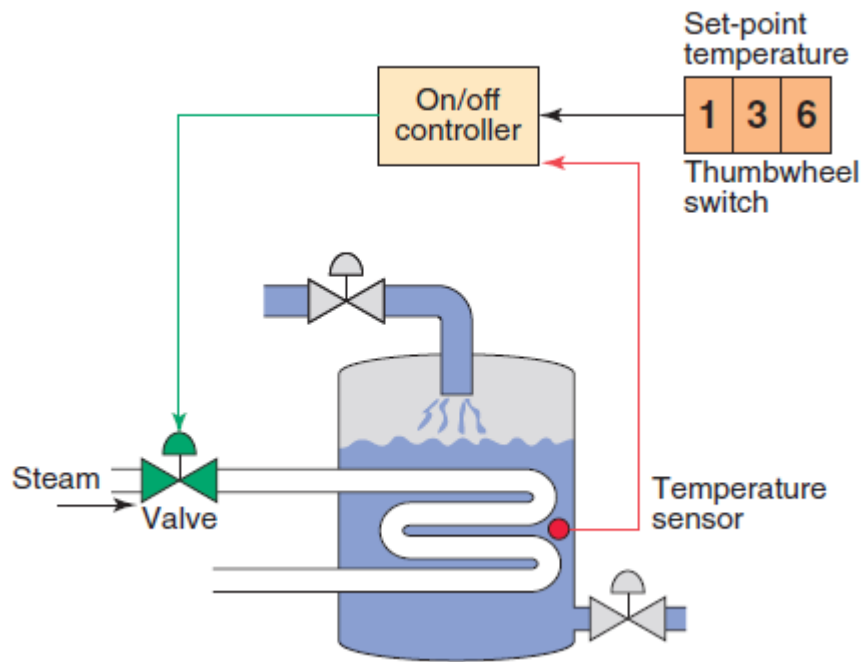 Set-point
temperature
On/off
controller
1 3 6
Thumbwheel
switch
Steam
Valve
Temperature
sensor